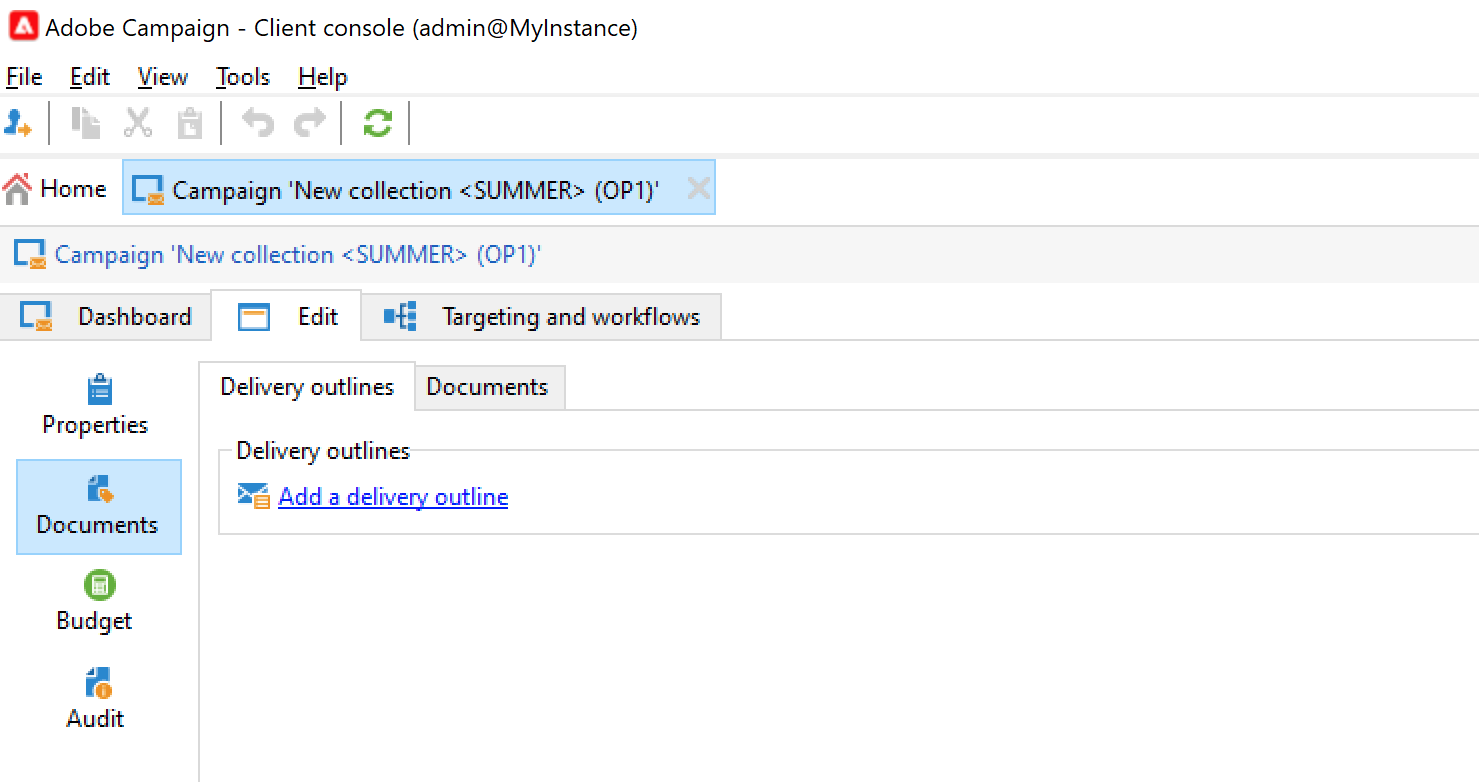 Adobe Campaign - Client console (admin@MyInstance)
File Edit View Tools Help
Home Campaign 'New collection <SUMMER> (OP1)'
Campaign 'New collection <SUMMER> (OP1)'
Dashboard Edit Targeting and workflows
Properties
Documents
Budget
Audit
Delivery outlines Documents
Delivery outlines
Add a delivery outline